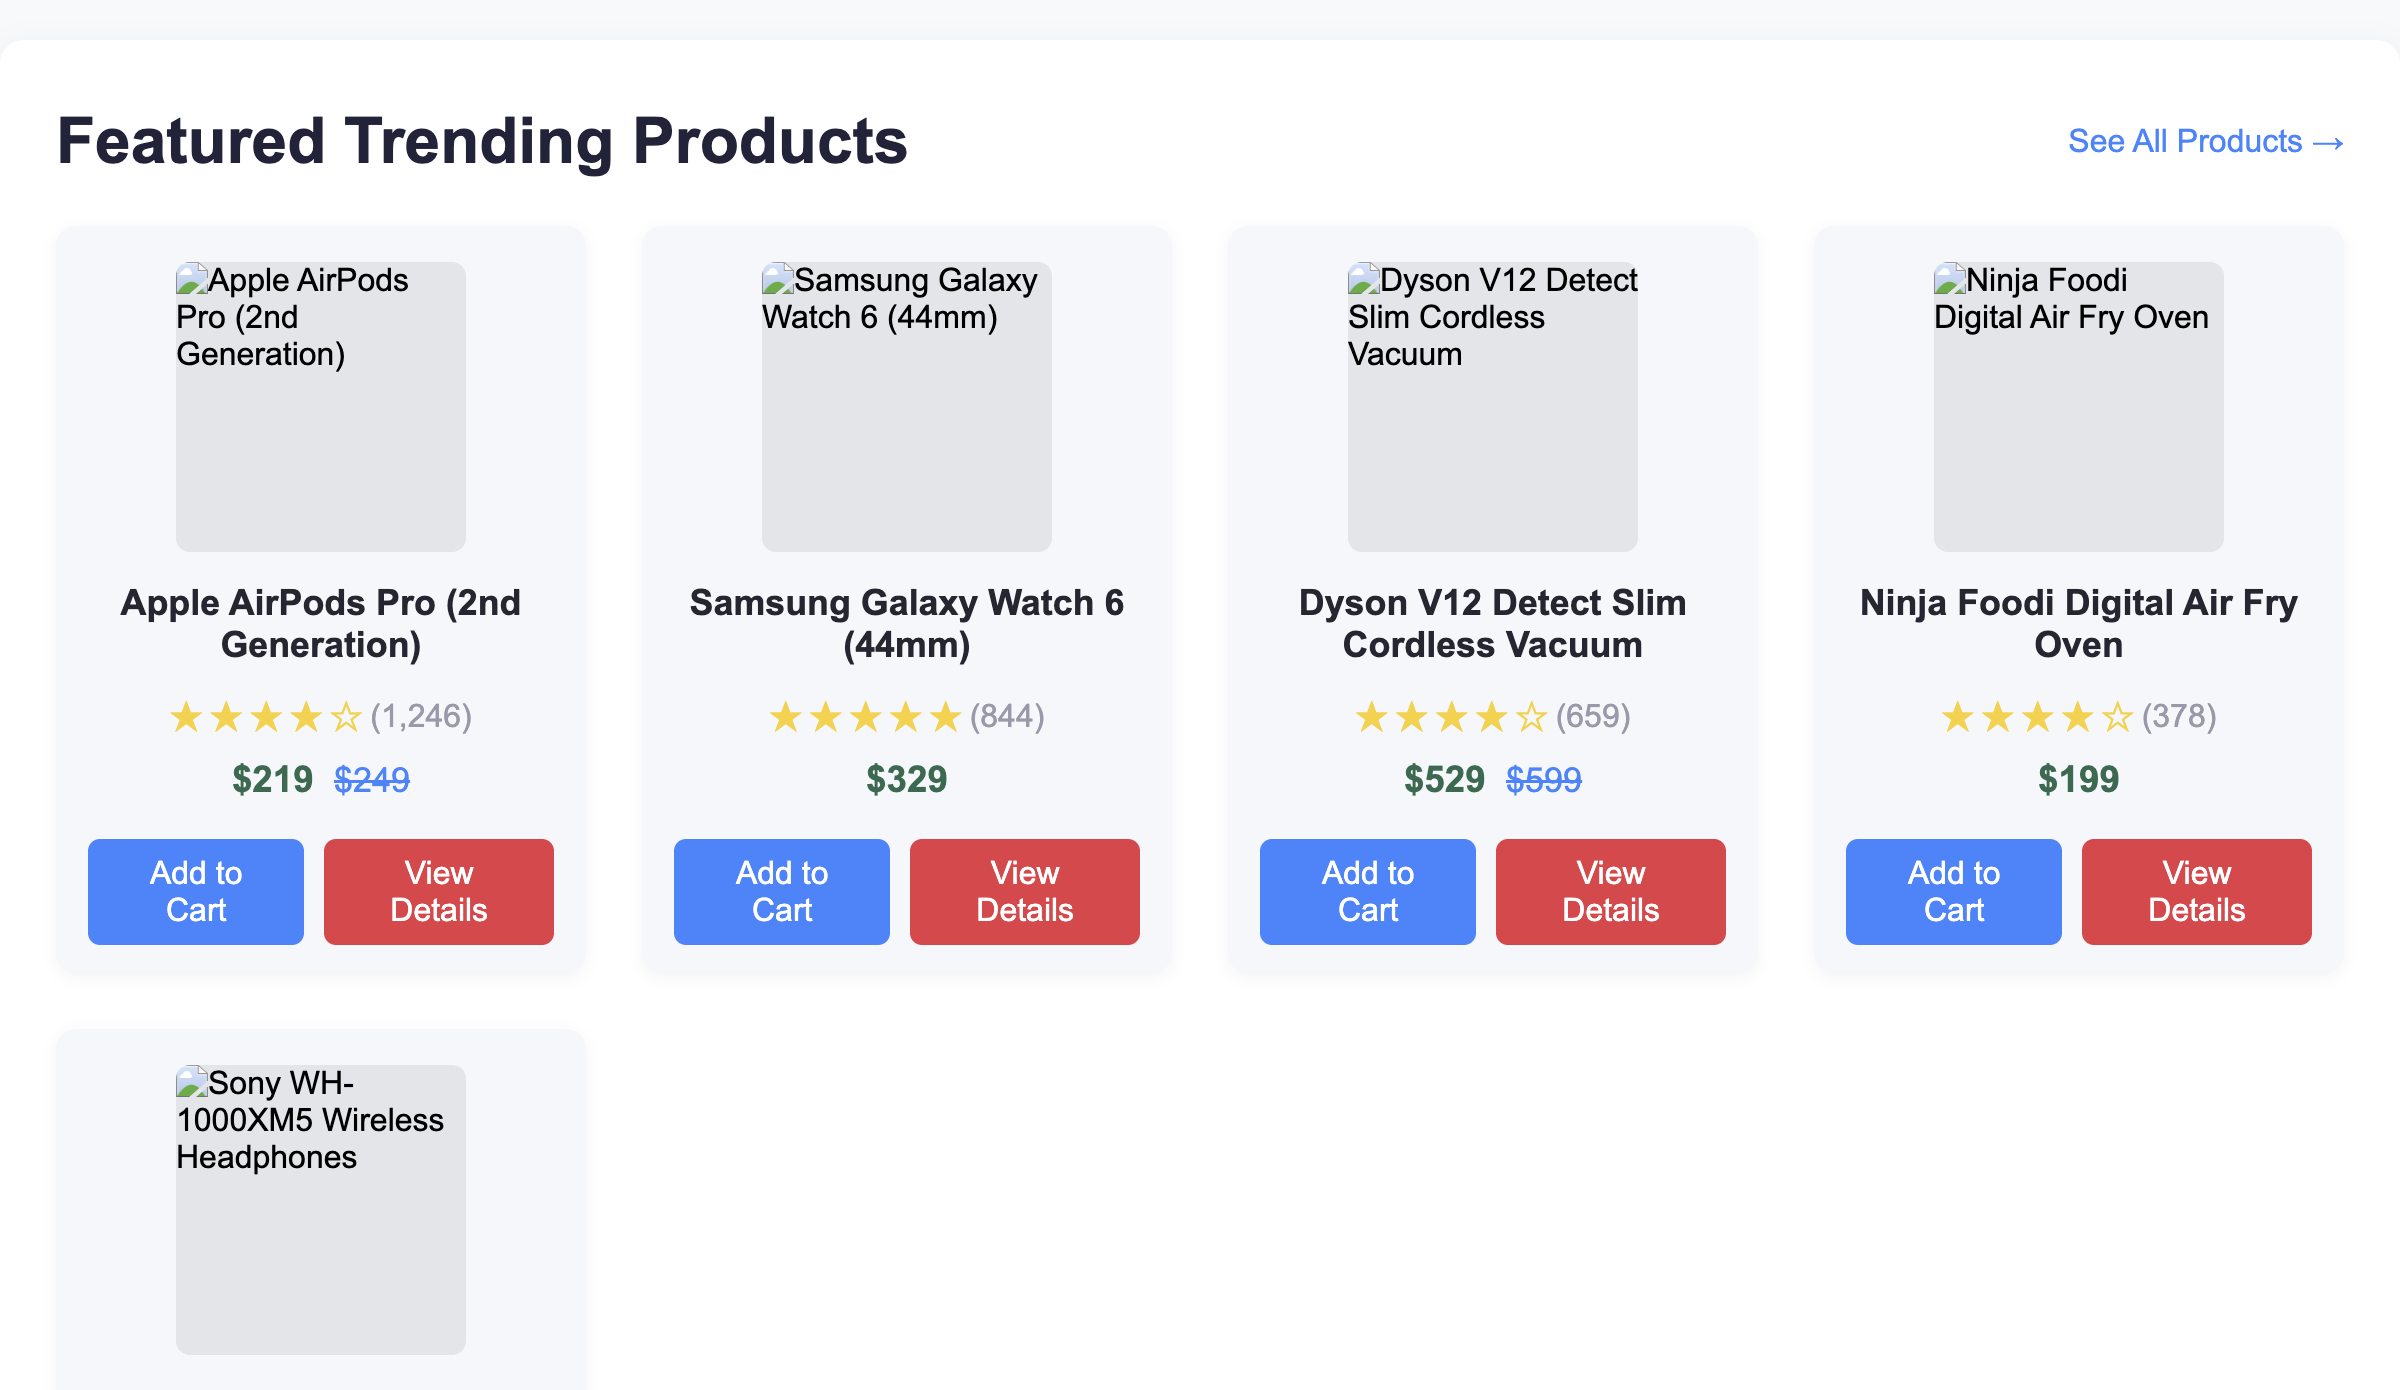 Featured Trending Products
See All Products →
Apple AirPods
Pro (2nd
Generation)
Apple AirPods Pro (2nd
Generation)
★★★★☆ (1,246)
$219 $249
Add to
Cart
View
Details
Samsung Galaxy
Watch 6 (44mm)
Samsung Galaxy Watch 6
(44mm)
★★★★★ (844)
$329
Add to
Cart
View
Details
Dyson V12 Detect
Slim Cordless
Vacuum
Dyson V12 Detect Slim
Cordless Vacuum
★★★★☆ (659)
$529 $599
Add to
Cart
View
Details
Ninja Foodi
Digital Air Fry Oven
Ninja Foodi Digital Air Fry
Oven
★★★★☆ (378)
$199
Add to
Cart
View
Details
Sony WH-
1000XM5 Wireless
Headphones